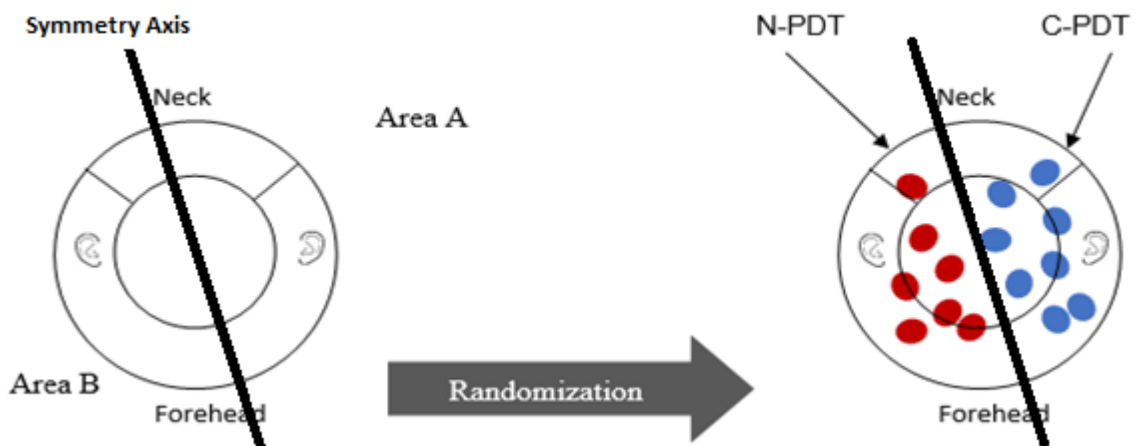 Symmetry Axis
N-PDT
C-PDT
Neck
Area A
Neck
Area B
Randomization
Forehead
Forehead